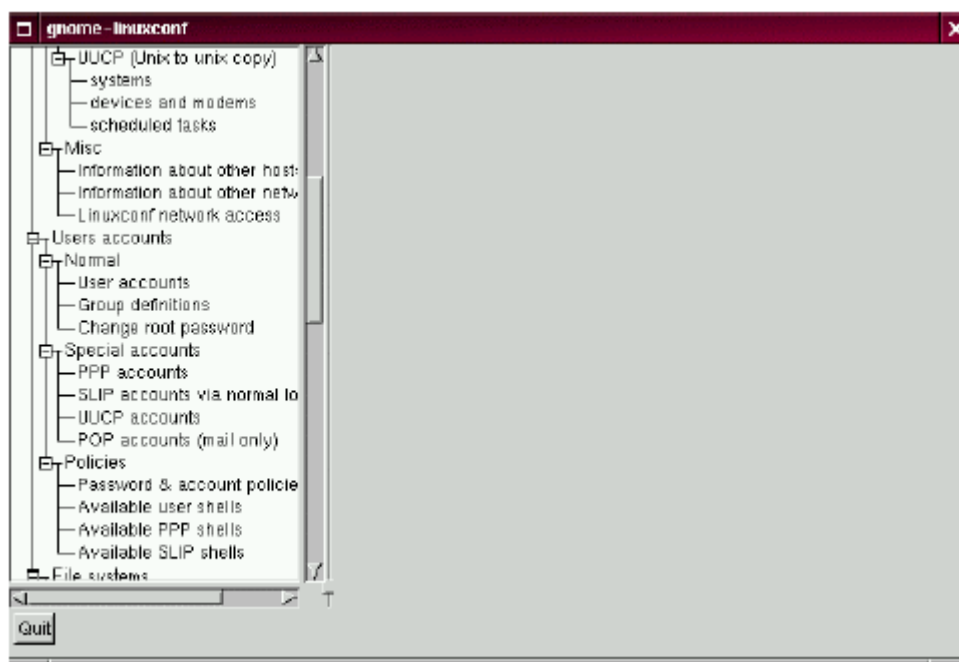 gnome-linuxconf
UUCP (Unix to unix copy)
systems
devices and modems
scheduled tasks
Misc
Information about other hosts
Information about other netw
Linuxconf network access
Users accounts
Normal
User accounts
Group definitions
Change root password
Special accounts
PPP accounts
SLIP accounts via normal lo
UUCP accounts
POP accounts (mail only)
Policies
Password & account policie
Available user shells
Available PPP shells
Available SLIP shells
File systems
Quit